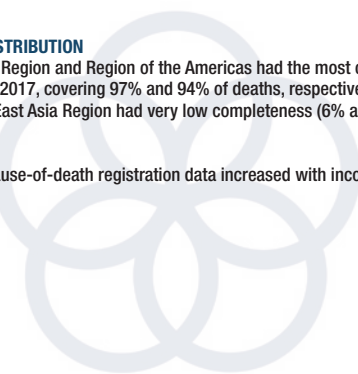 STRIBUTION
Region and Region of the Americas had the most c
2017, covering 97% and 94% of deaths, respective
East Asia Region had very low completeness (6% a
use-of-death registration data increased with inco